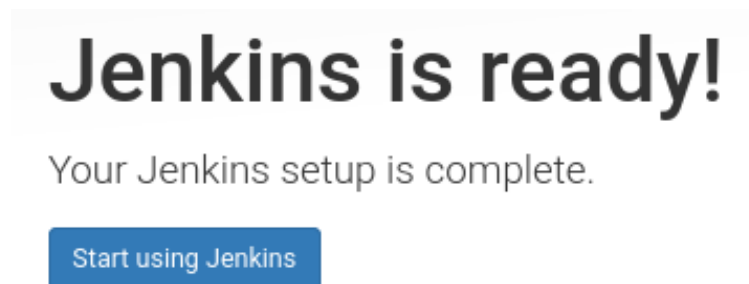 Jenkins is ready!
Your Jenkins setup is complete.
Start using Jenkins